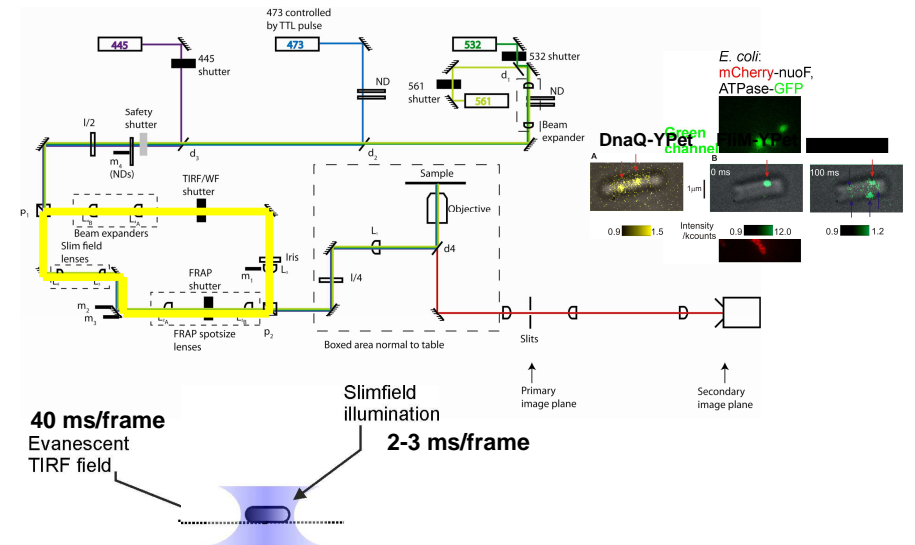 473 controlled
by TTL pulse
445
473
532
445
shutter
532 shutter
d1
ND
561
shutter
561
ND
Beam
expander
Safety
shutter
l/2
m4
(NDs)
d3
d2
p1
TIRF/WF
shutter
Beam expanders
Slim field
lenses
FRAP
shutter
Iris
m1
m2
m3
FRAP spotsize
lenses
p2
Sample
Objective
d4
l/4
Boxed area normal to table
Slits
Primary
image plane
Secondary
image plane
E. coli:
mCherry-nuoF,
ATPase-GFP
Green
channel
DnaQ-YPet
FliM-YPet
A
B
0 ms
100 ms
1μm
0.9 1.5
Intensity
/kcounts
0.9 12.0
0.9 1.2
Slimfield
illumination
40 ms/frame
2-3 ms/frame
Evanescent
TIRF field